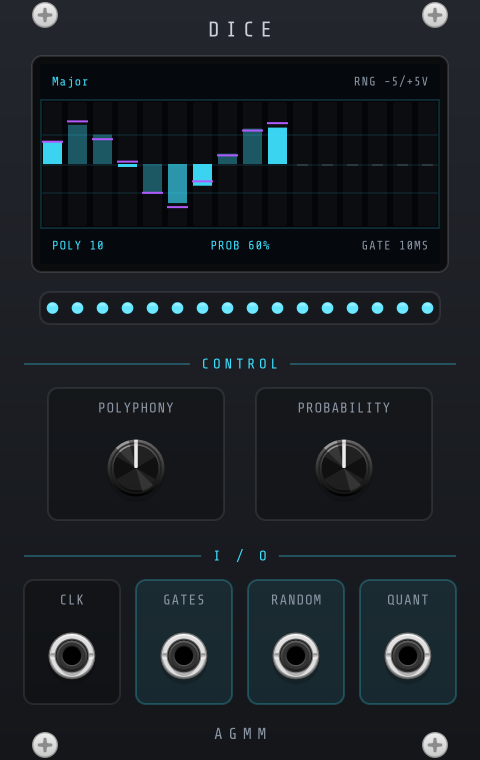 DICE
Major RNG -5/+5V
POLY 10 PROB 60% GATE 10MS
CONTROL
POLYPHONY PROBABILITY
I / O
CLK GATES RANDOM QUANT
AGMM